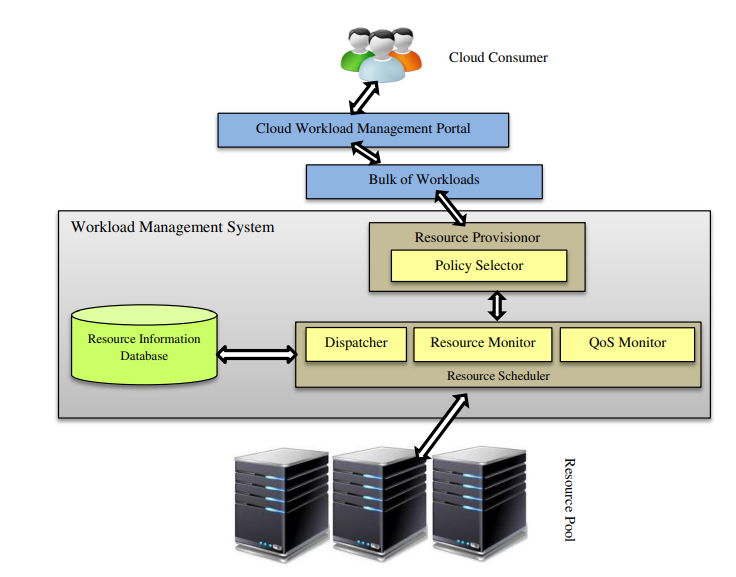 Cloud Consumer
Cloud Workload Management Portal
Bulk of Workloads
Workload Management System
Resource Provisionor
Policy Selector
Resource Information
Database
Dispatcher
Resource Monitor
QoS Monitor
Resource Scheduler
Resource Pool